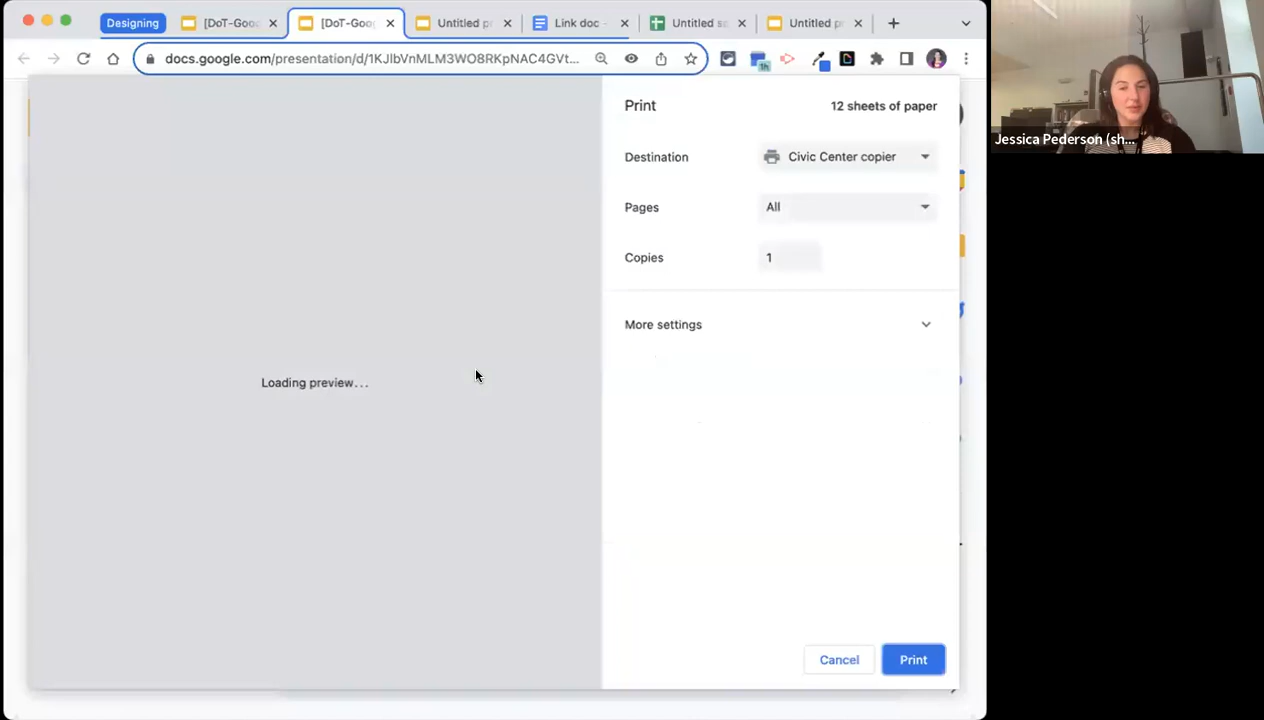 Designing
[DoT-Goo
[DoT-Goo
Untitled p
Link doc -
Untitled s
Untitled p
docs.google.com/presentation/d/1KJlbVnMLM3WO8RKpNAC4GVt...
1h
Print
12 sheets of paper
Jessica Pederson (sh...
Destination
Civic Center copier
Pages
All
Copies
1
More settings
Loading preview...
Cancel
Print